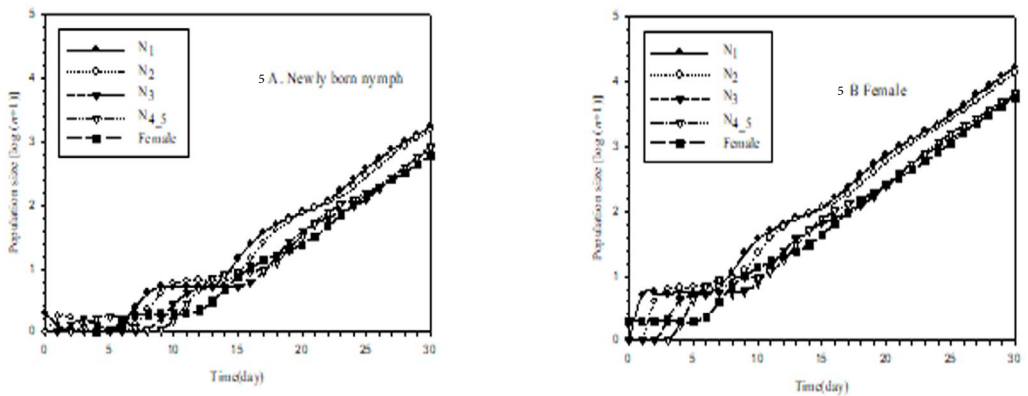 5
4
3
2
1
0
0 5 10 15 20 25 30
Population size [log (n+1)]
Time(day)
N1
N2
N3
N4_5
Female
5 A. Newly born nymph
5
4
3
2
1
0
0 5 10 15 20 25 30
Population size [log (n+1)]
Time(day)
N1
N2
N3
N4_5
Female
5 B Female